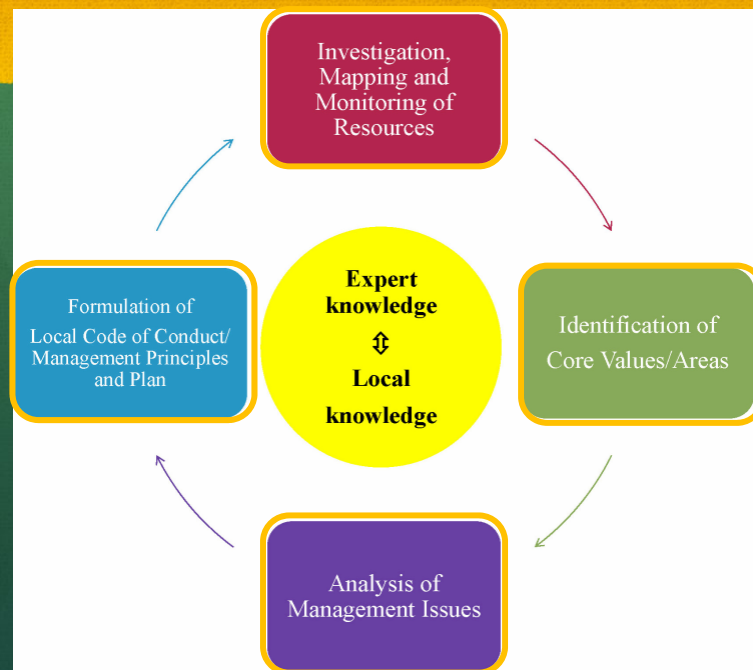 Investigation,
Mapping and
Monitoring of
Resources
Identification of
Core Values/Areas
Analysis of
Management Issues
Formulation of
Local Code of Conduct/
Management Principles
and Plan
Expert
knowledge
⇕
Local
knowledge